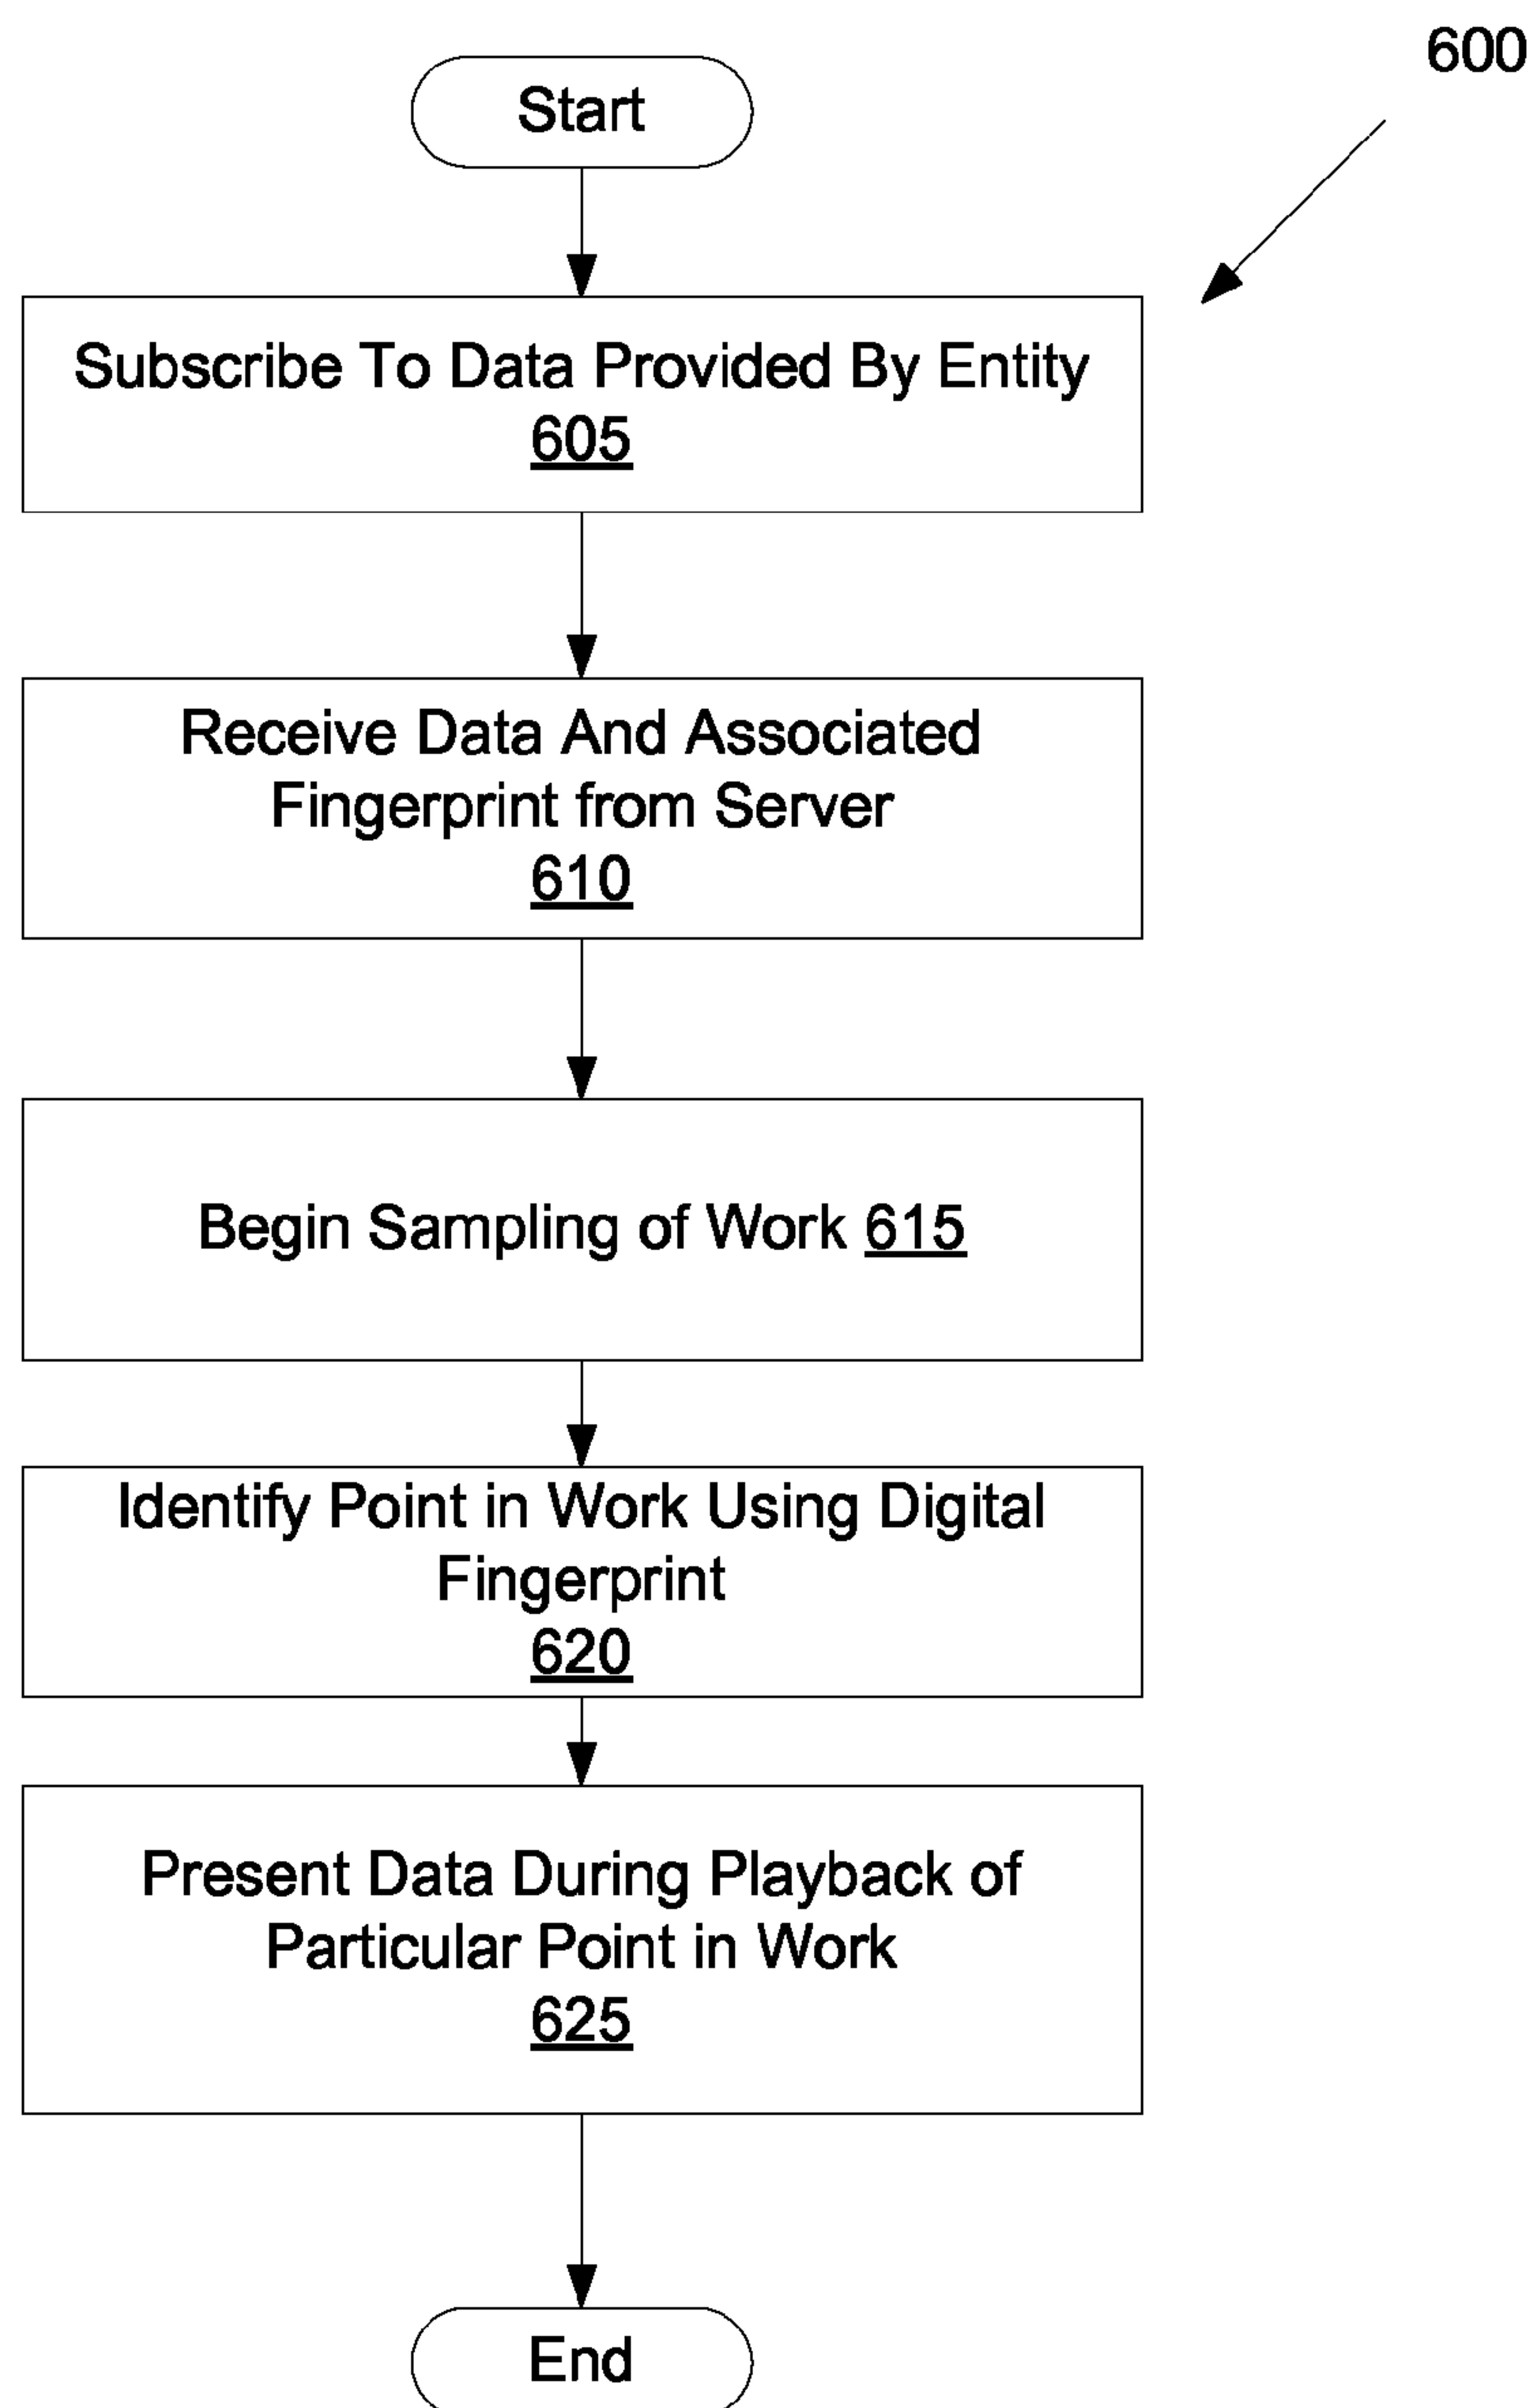 600
Start
Subscribe To Data Provided By Entity
605
Receive Data And Associated
Fingerprint from Server
610
Begin Sampling of Work 615
Identify Point in Work Using Digital
Fingerprint
620
Present Data During Playback of
Particular Point in Work
625
End